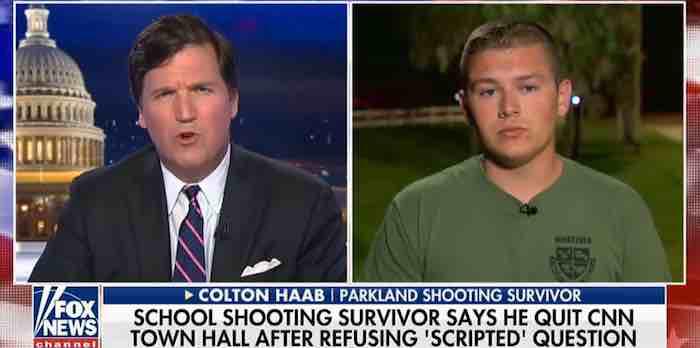 WHATEVER
COLTON HAAB | PARKLAND SHOOTING SURVIVOR
FOX
NEWS
channel
SCHOOL SHOOTING SURVIVOR SAYS HE QUIT CNN
TOWN HALL AFTER REFUSING 'SCRIPTED' QUESTION